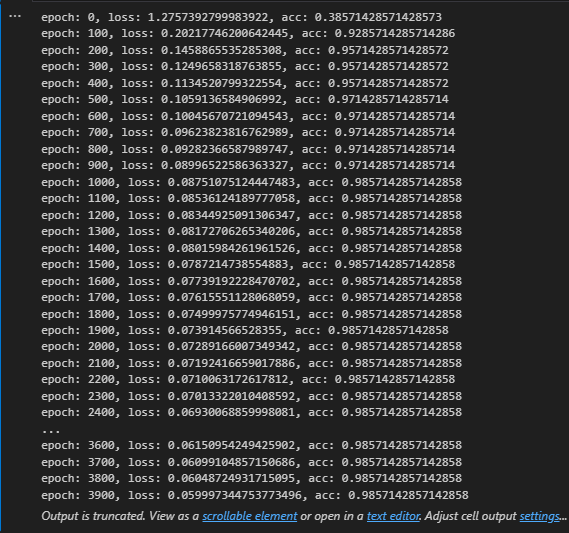 ...
epoch: 0, loss: 1.2757392799983922, acc: 0.38571428571428573
epoch: 100, loss: 0.20217746200642445, acc: 0.9285714285714286
epoch: 200, loss: 0.1458865535285308, acc: 0.9571428571428572
epoch: 300, loss: 0.1249658318763855, acc: 0.9571428571428572
epoch: 400, loss: 0.1134520799322554, acc: 0.9571428571428572
epoch: 500, loss: 0.1059136584906992, acc: 0.9714285714285714
epoch: 600, loss: 0.10045670721094543, acc: 0.9714285714285714
epoch: 700, loss: 0.09623823816762989, acc: 0.9714285714285714
epoch: 800, loss: 0.09282366587989747, acc: 0.9714285714285714
epoch: 900, loss: 0.08996522586363327, acc: 0.9714285714285714
epoch: 1000, loss: 0.08751075124447483, acc: 0.9857142857142858
epoch: 1100, loss: 0.08536124189777058, acc: 0.9857142857142858
epoch: 1200, loss: 0.08344925091306347, acc: 0.9857142857142858
epoch: 1300, loss: 0.08172706265340206, acc: 0.9857142857142858
epoch: 1400, loss: 0.08015984261961526, acc: 0.9857142857142858
epoch: 1500, loss: 0.0787214738554883, acc: 0.9857142857142858
epoch: 1600, loss: 0.07739192228470702, acc: 0.9857142857142858
epoch: 1700, loss: 0.07615551128068059, acc: 0.9857142857142858
epoch: 1800, loss: 0.07499975774946151, acc: 0.9857142857142858
epoch: 1900, loss: 0.073914566528355, acc: 0.9857142857142858
epoch: 2000, loss: 0.07289166007349342, acc: 0.9857142857142858
epoch: 2100, loss: 0.07192416659017886, acc: 0.9857142857142858
epoch: 2200, loss: 0.0710063172617812, acc: 0.9857142857142858
epoch: 2300, loss: 0.07013322010408592, acc: 0.9857142857142858
epoch: 2400, loss: 0.06930068859998081, acc: 0.9857142857142858
...
epoch: 3600, loss: 0.06150954249425902, acc: 0.9857142857142858
epoch: 3700, loss: 0.06099104857150686, acc: 0.9857142857142858
epoch: 3800, loss: 0.06048724931715095, acc: 0.9857142857142858
epoch: 3900, loss: 0.059997344753773496, acc: 0.9857142857142858
Output is truncated. View as a scrollable element or open in a text editor. Adjust cell output settings...